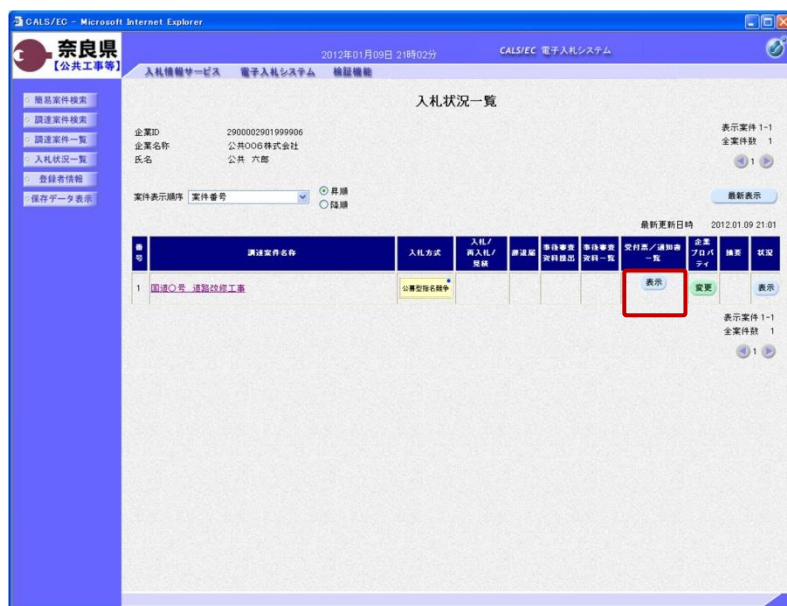 CALS/EC - Microsoft Internet Explorer
奈良県
【公共工事等】
2012年01月09日 21時02分
CALS/EC 電子入札システム
入札情報サービス 電子入札システム 検証機能
簡易案件検索
調達案件検索
調達案件一覧
入札状況一覧
登録者情報
保存データ表示
入札状況一覧
企業ID 2900002901999906
企業名称 公共006株式会社
氏名 公共 六郎
表示案件 1-1
全案件数 1
1
案件表示順序 案件番号
昇順
降順
最新表示
最新更新日時 2012.01.09 21:01
番号 調達案件名称 入札方式 入札/再入札/見積 辞退届 事後審査資料提出 事後審査資料一覧 受付票/通知書一覧 企業プロパティ 摘要 状況
1 国道〇号 道路改修工事 公募型指名競争 表示 変更 表示
表示案件 1-1
全案件数 1
1